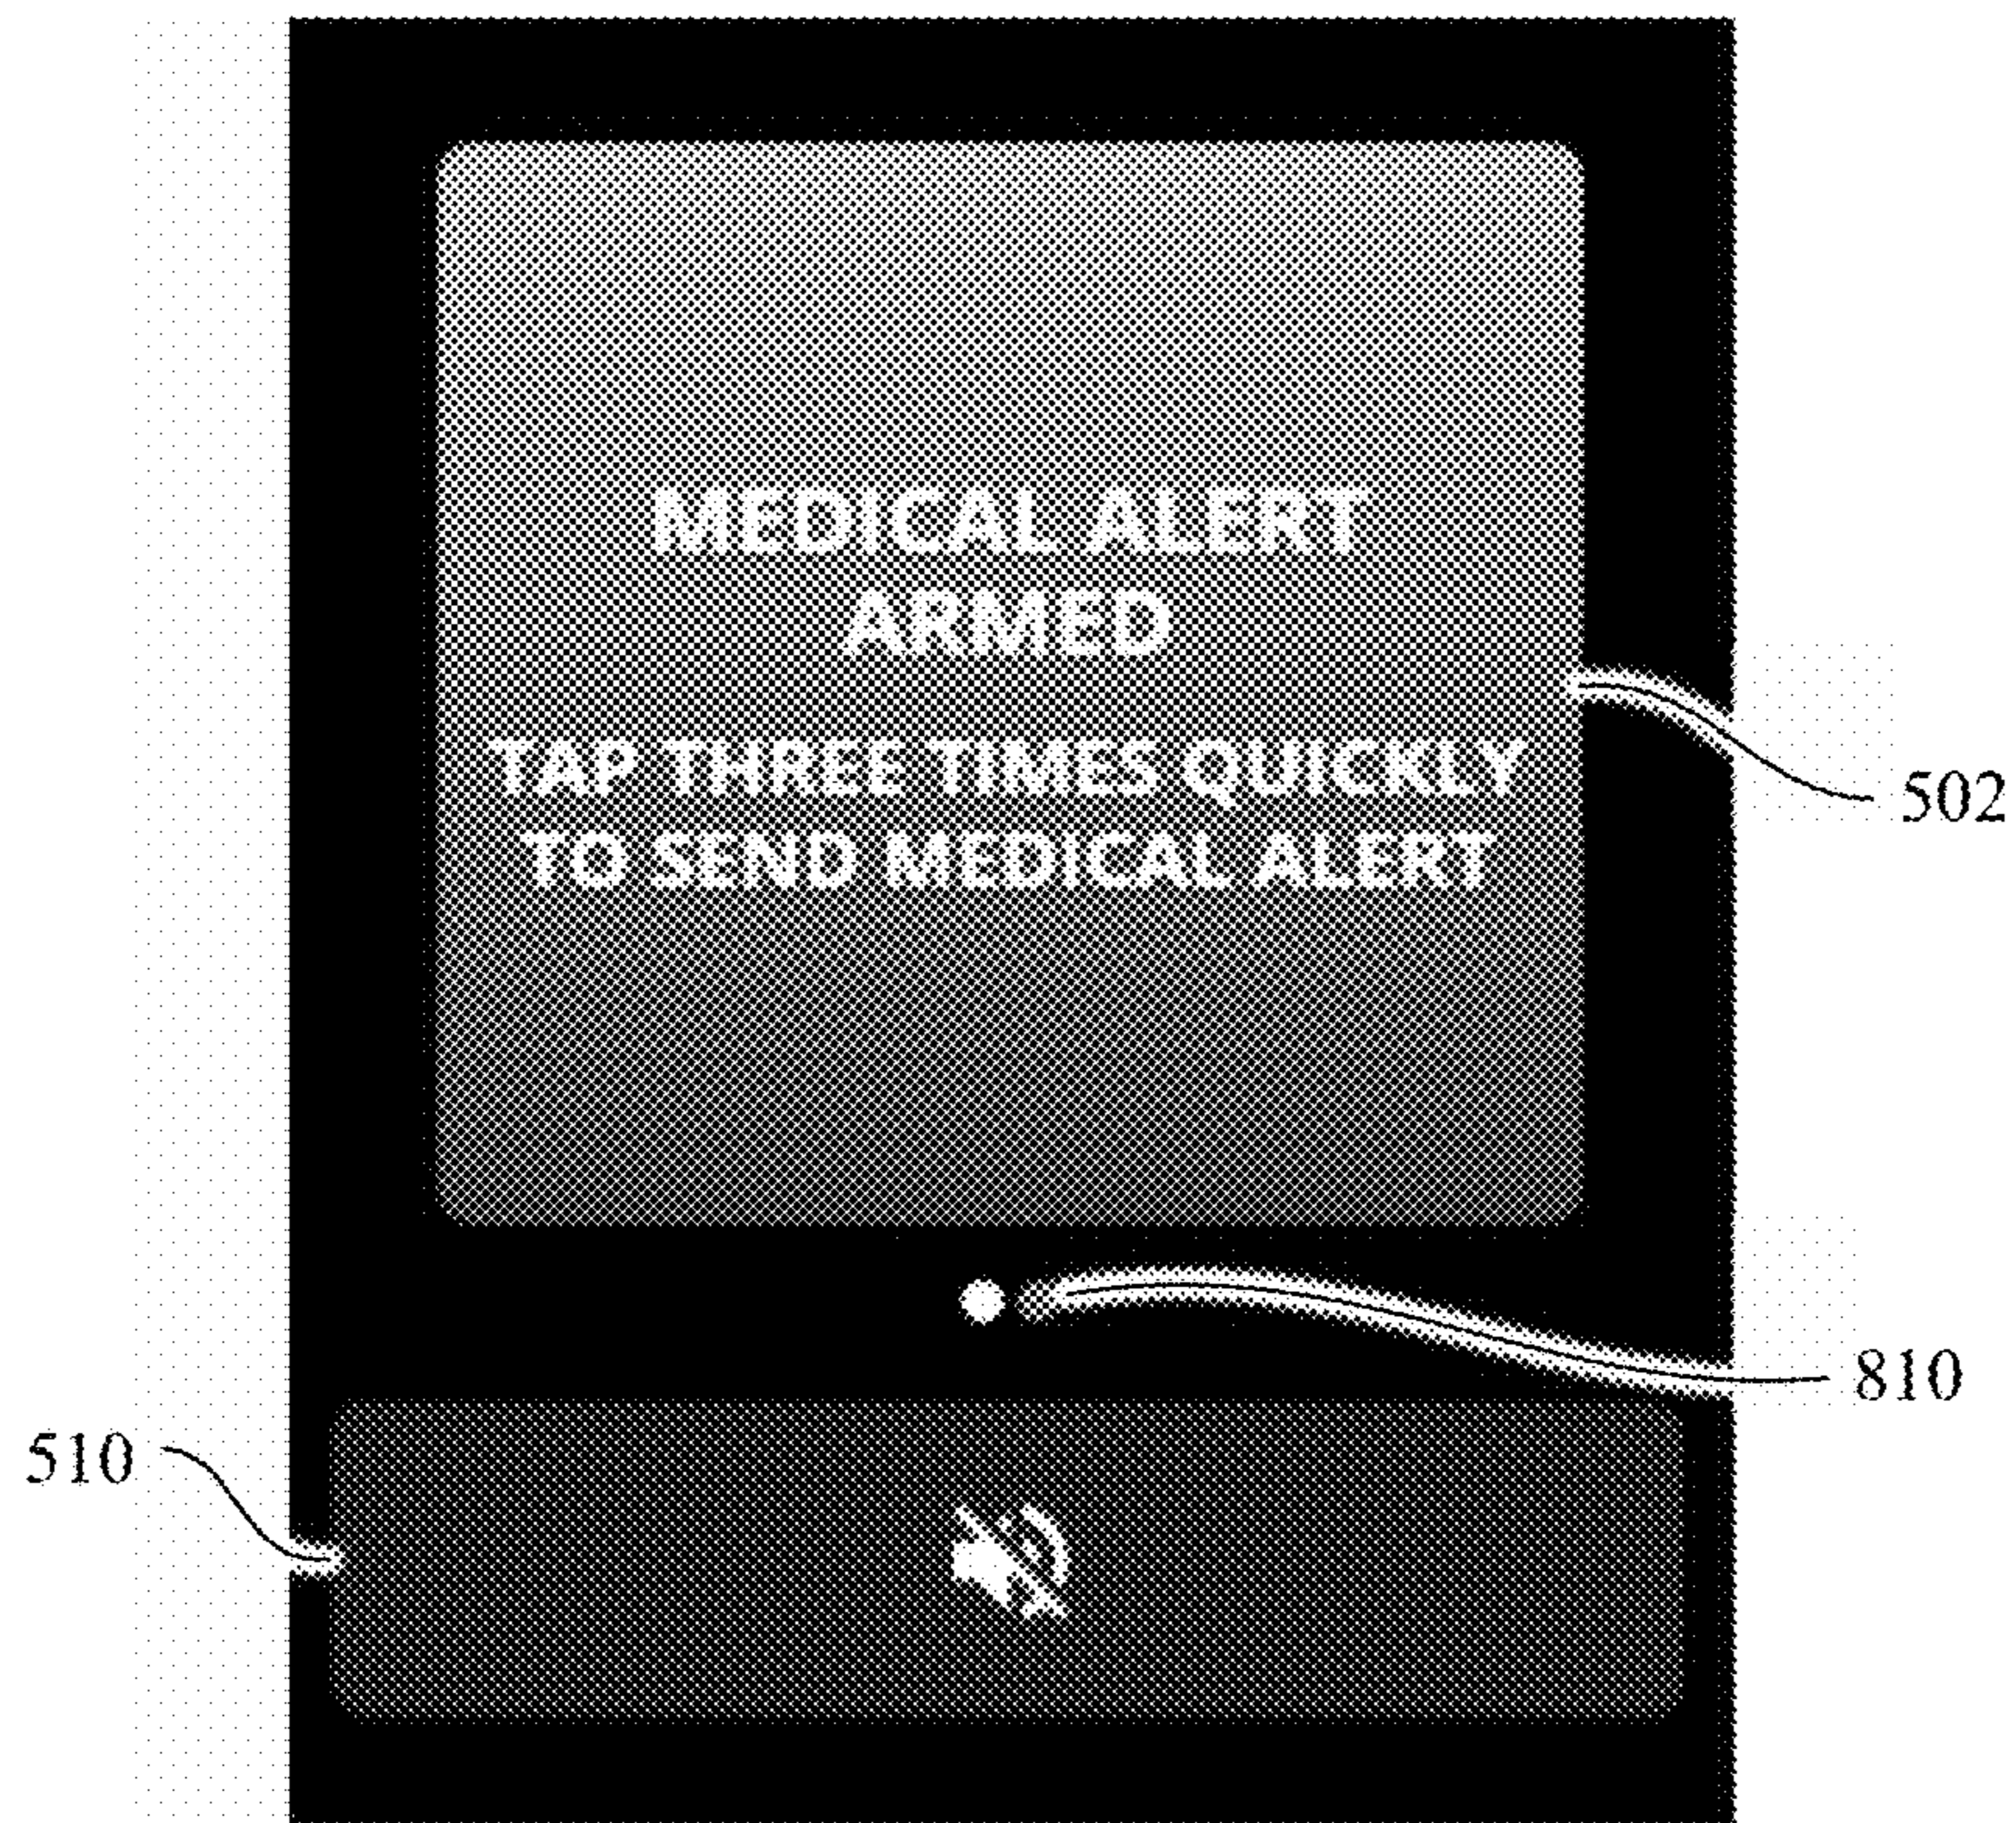 MEDICAL ALERT
ARMED
TAP THREE TIMES QUICKLY
TO SEND MEDICAL ALERT
502
810
510